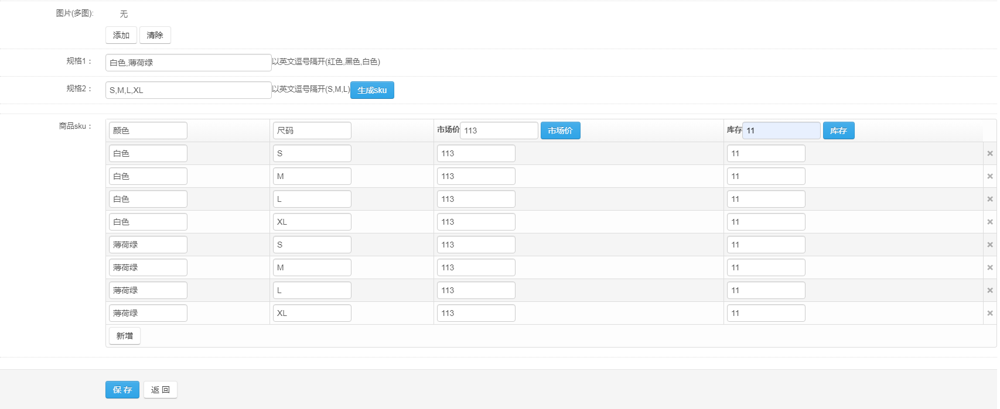 图片(多图): 无
添加 清除
规格1： 白色,薄荷绿 以英文逗号隔开(红色,黑色,白色)
规格2： S,M,L,XL 以英文逗号隔开(S,M,L) 生成sku
商品sku： 颜色 尺码 市场价 113 市场价 库存 11 库存
白色 S 113 11 ×
白色 M 113 11 ×
白色 L 113 11 ×
白色 XL 113 11 ×
薄荷绿 S 113 11 ×
薄荷绿 M 113 11 ×
薄荷绿 L 113 11 ×
薄荷绿 XL 113 11 ×
新增
保 存 返 回